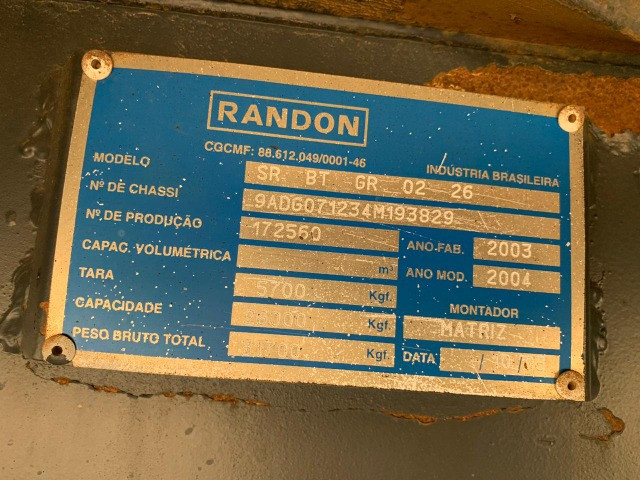 RANDON
CGCMF: 88.612.049/0001-46
INDÚSTRIA BRASILEIRA
MODELO SR BT GR 02 26
Nº DE CHASSI 9ADG071234M193829
Nº. DE PRODUÇÃO 172560
ANO FAB. 2003
CAPAC. VOLUMÉTRICA m³
ANO MOD. 2004
TARA 5700 Kgf.
CAPACIDADE Kgf.
MONTADOR
MATRIZ
PESO BRUTO TOTAL Kgf.
DATA